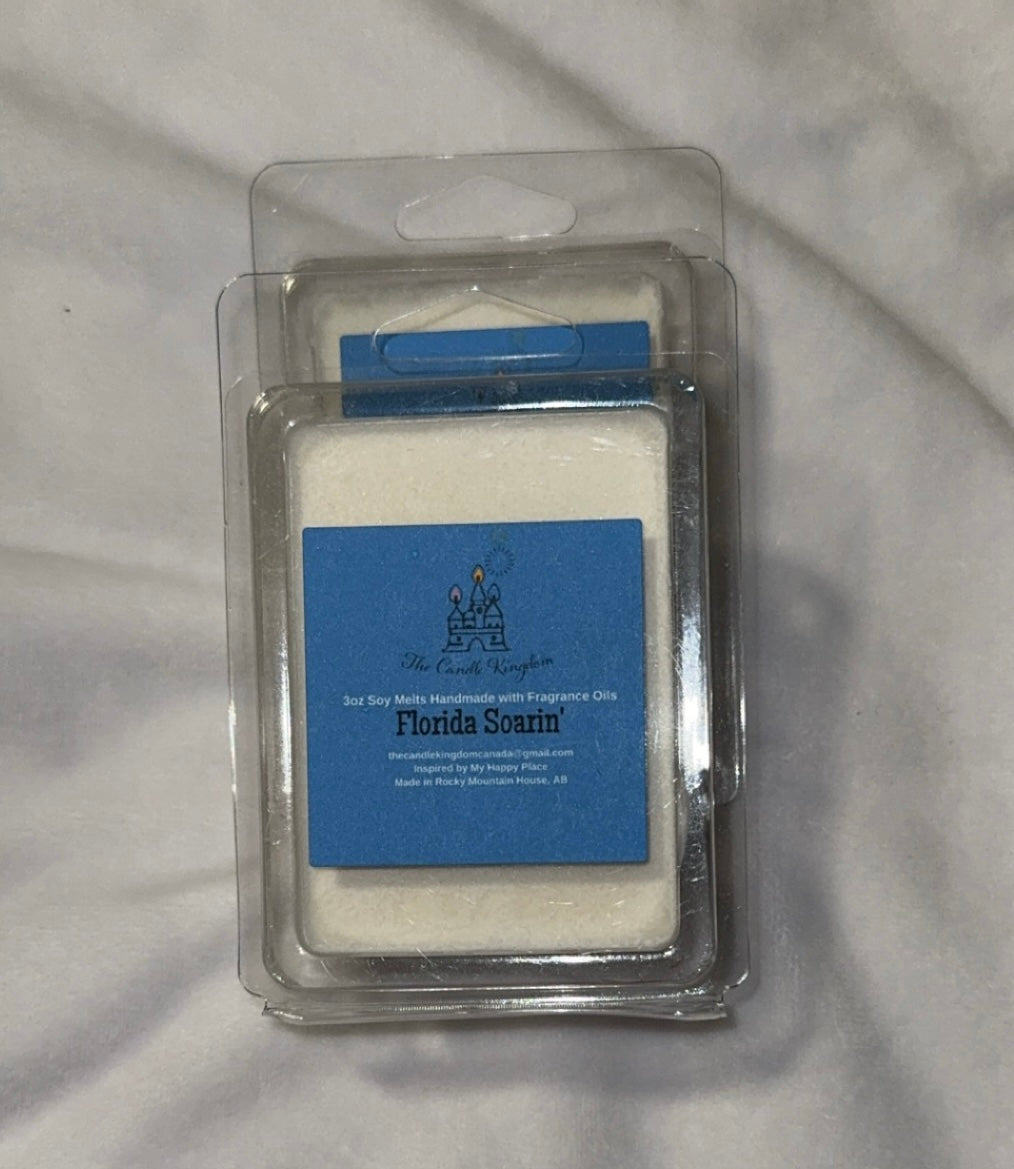 The Candle Kingdom
3oz Soy Melts Handmade with Fragrance Oils
Florida Soarin'
thecandlekingdomcanada@gmail.com
Inspired by My Happy Place
Made in Rocky Mountain House, AB